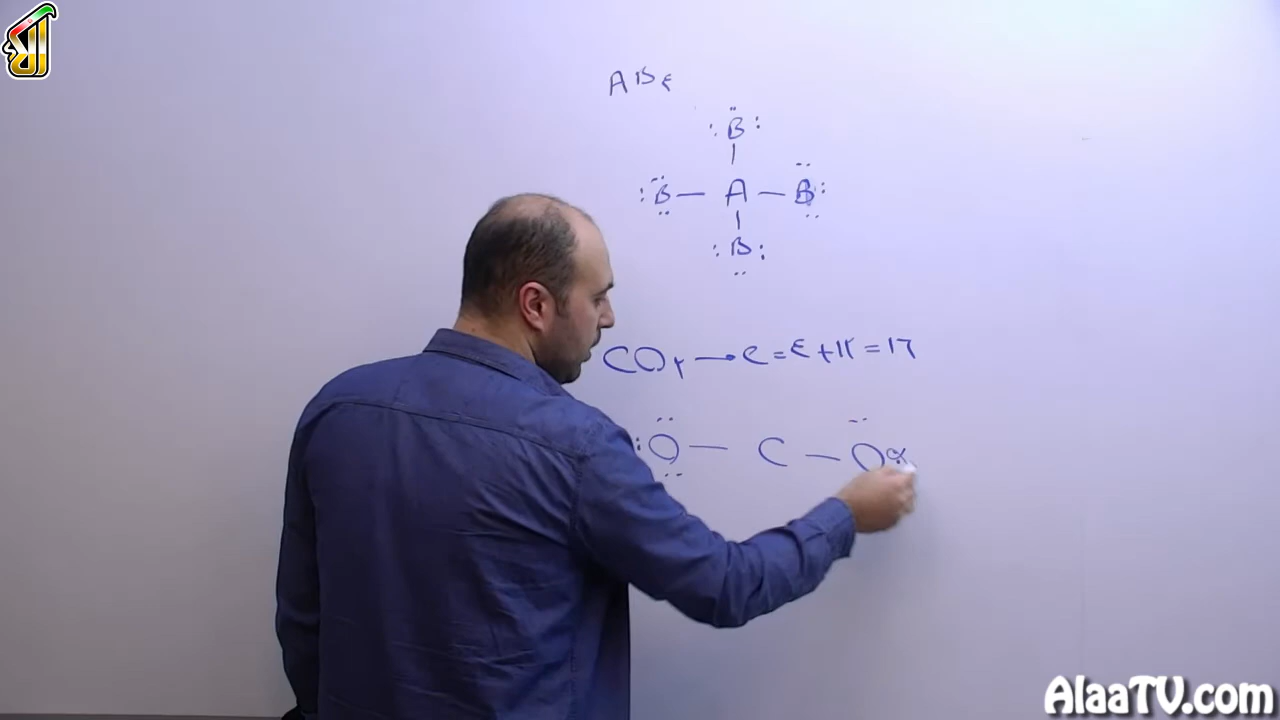 AB۴
B
B — A — B
B
CO۲ → e = ۴ + ۱۲ = ۱۶
O — C — O
AlaaTV.com